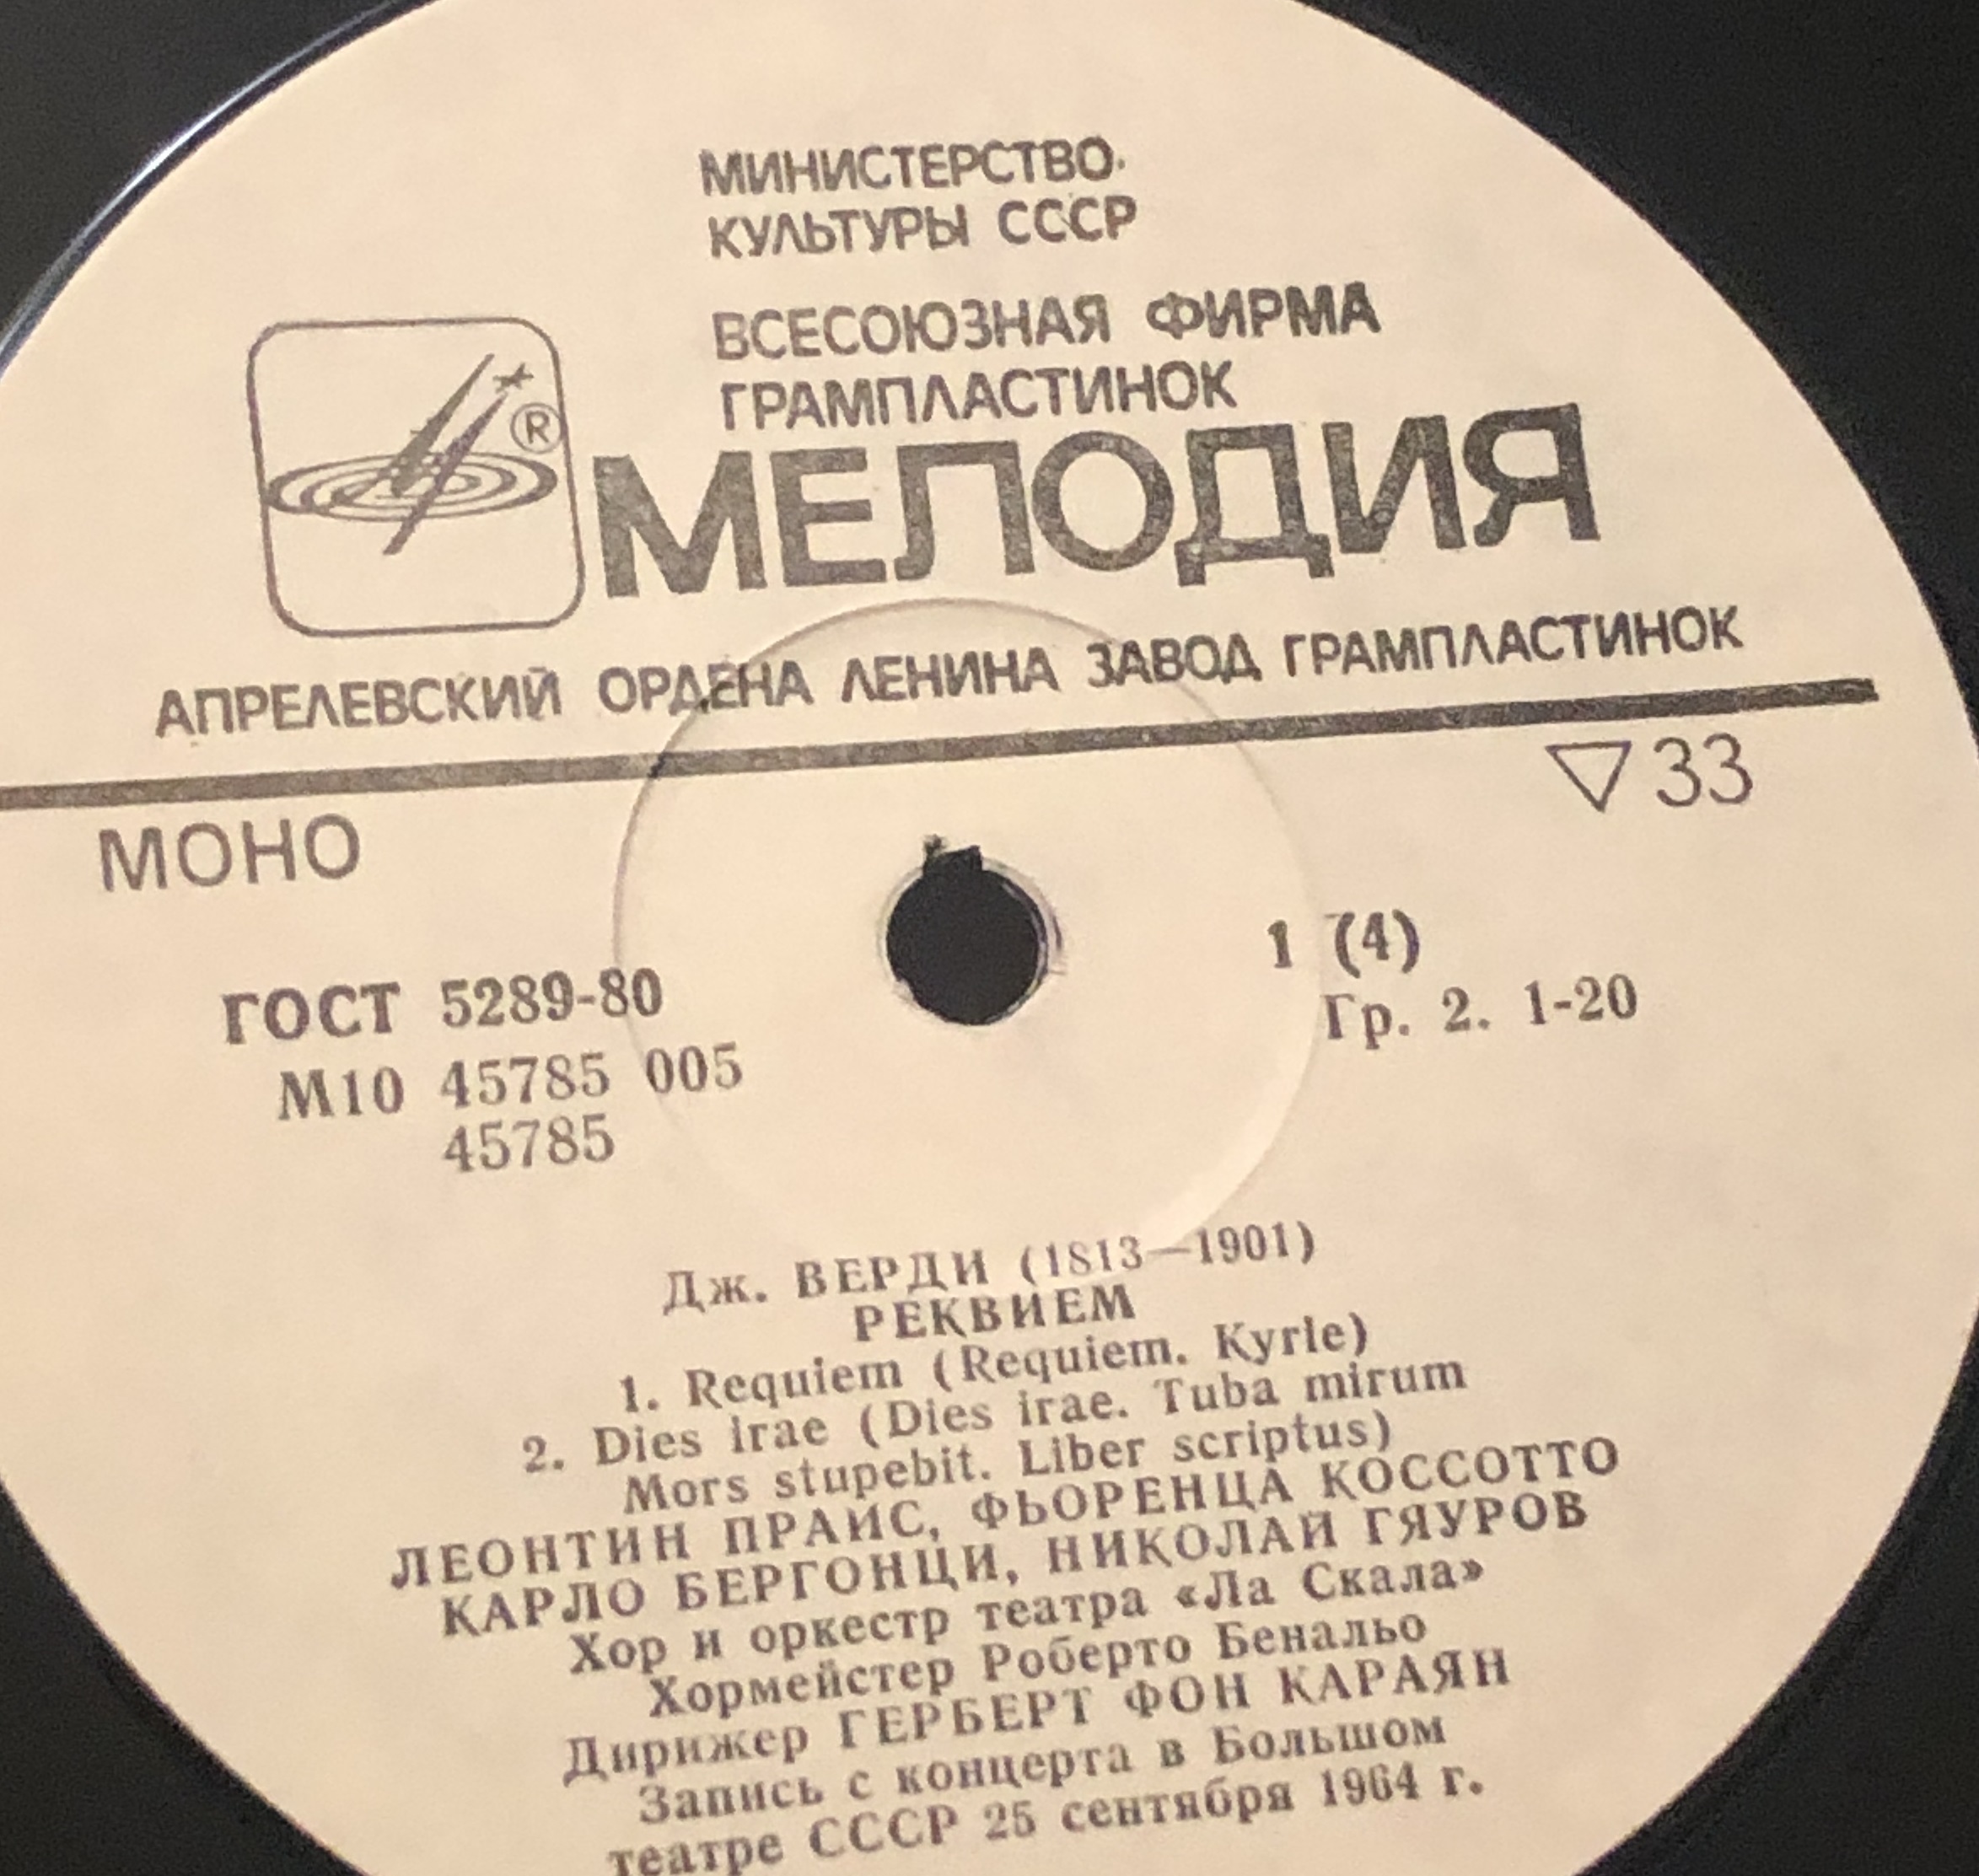 МИНИСТЕРСТВО
КУЛЬТУРЫ СССР
ВСЕСОЮЗНАЯ ФИРМА
ГРАМПЛАСТИНОК
®
МЕЛОДИЯ
АПРЕЛЕВСКИЙ ОРДЕНА ЛЕНИНА ЗАВОД ГРАМПЛАСТИНОК
МОНО
▽33
ГОСТ 5289-80
М10 45785 005
45785
1 (4)
Гр. 2. 1-20
Дж. ВЕРДИ (1813—1901)
РЕКВИЕМ
1. Requiem (Requiem. Kyrie)
2. Dies irae (Dies irae. Tuba mirum
Mors stupebit. Liber scriptus)
ЛЕОНТИН ПРАЙС, ФЬОРЕНЦА КОССОТТО
КАРЛО БЕРГОНЦИ, НИКОЛАЙ ГЯУРОВ
Хор и оркестр театра «Ла Скала»
Хормейстер Роберто Бенальо
Дирижер ГЕРБЕРТ ФОН КАРАЯН
Запись с концерта в Большом
театре СССР 25 сентября 1964 г.